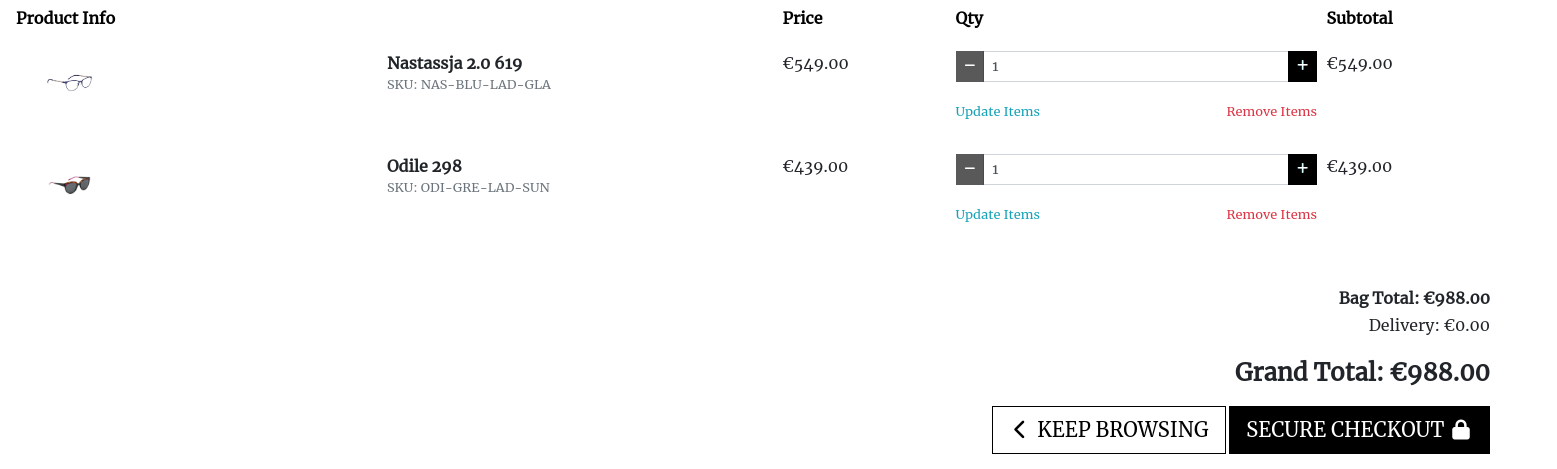 Product Info Price Qty Subtotal
Nastassja 2.0 619 €549.00 − 1 + €549.00
SKU: NAS-BLU-LAD-GLA
Update Items Remove Items
Odile 298 €439.00 − 1 + €439.00
SKU: ODI-GRE-LAD-SUN
Update Items Remove Items
Bag Total: €988.00
Delivery: €0.00
Grand Total: €988.00
KEEP BROWSING SECURE CHECKOUT